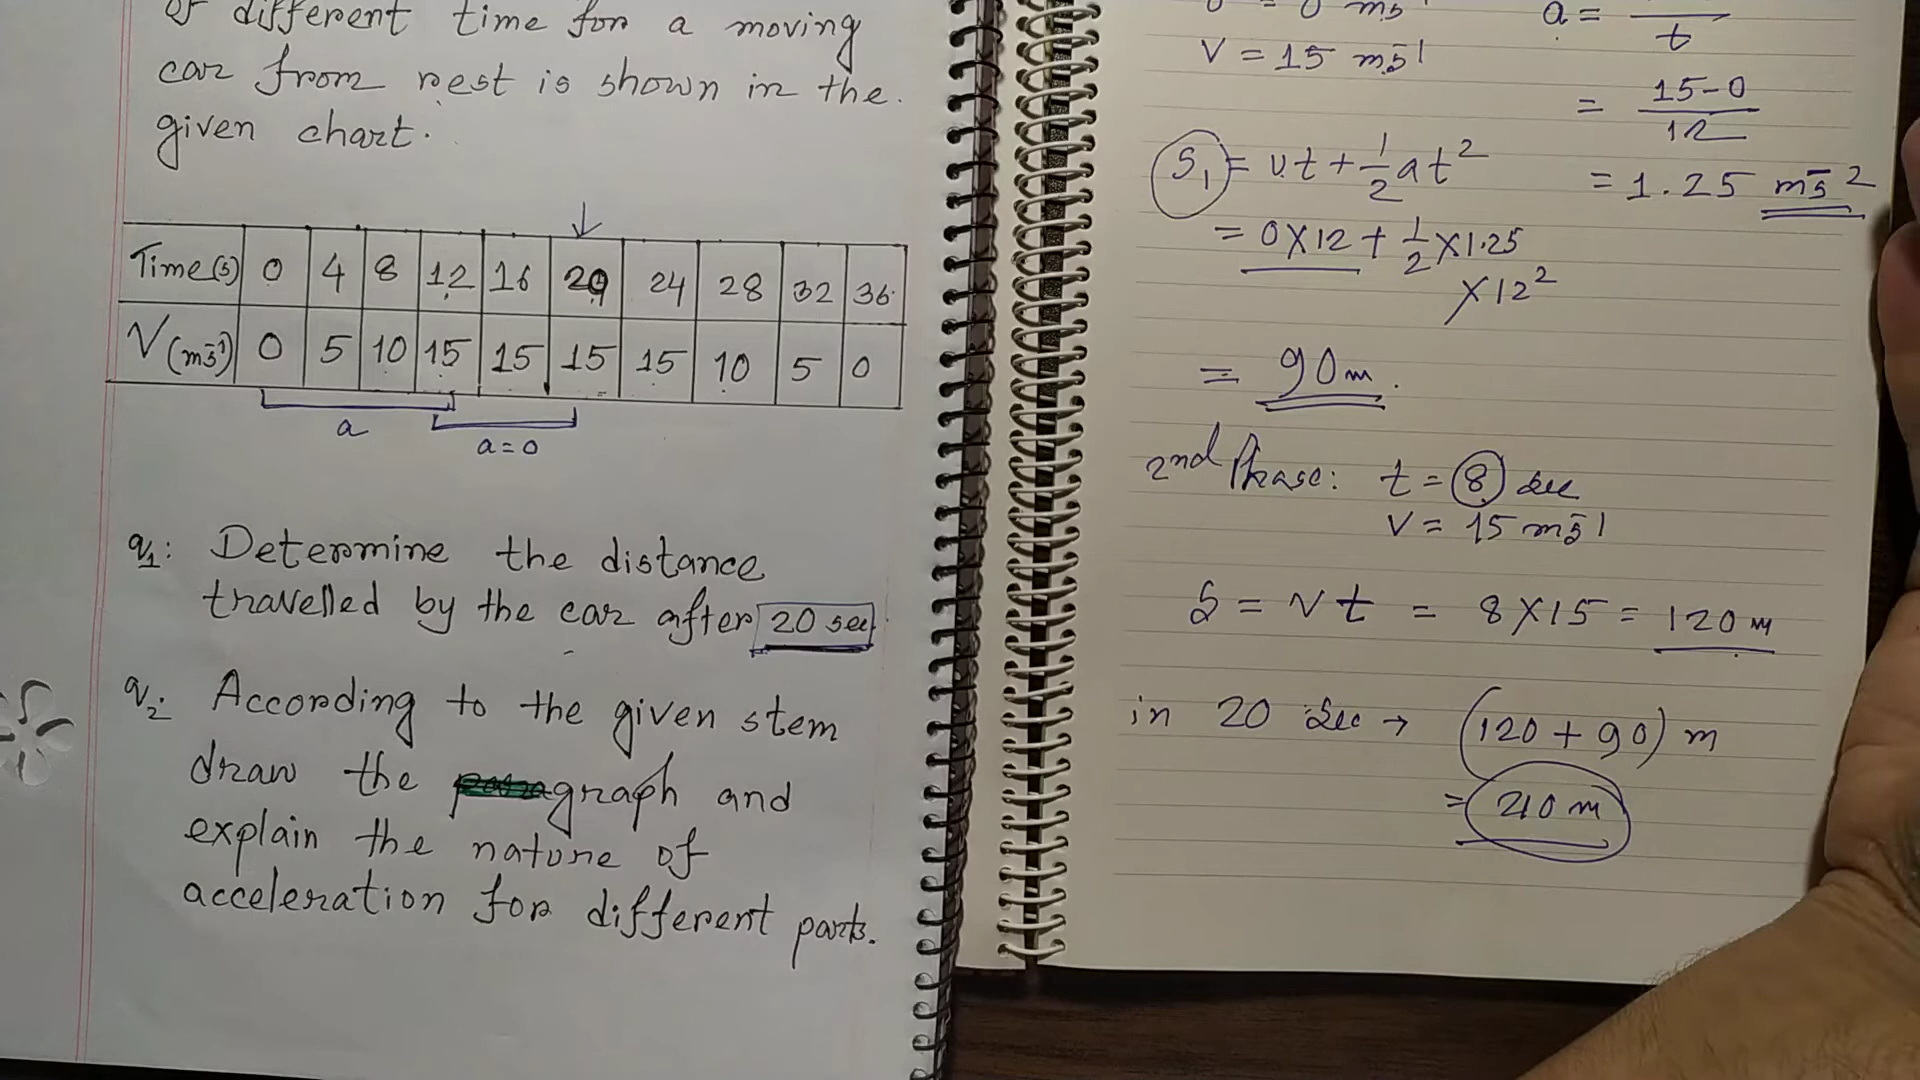 of different time for a moving
car from rest is shown in the.
given chart.
Time(s) 0 4 8 12 16 20 24 28 32 36
V(ms⁻¹) 0 5 10 15 15 15 15 10 5 0
a
a=0
q₁: Determine the distance
travelled by the car after 20 sec.
q₂. According to the given stem
draw the graph and
explain the nature of
acceleration for different parts.
V = 15 ms⁻¹
a =
t
= 15-0
12
= 1.25 ms⁻²
S₁ = ut + 1/2 at²
= 0×12 + 1/2 ×1.25
×12²
= 90m.
2nd Phase: t = 8 sec
V = 15 ms⁻¹
S = vt = 8×15 = 120 m
in 20 sec → (120+90) m
= 210 m